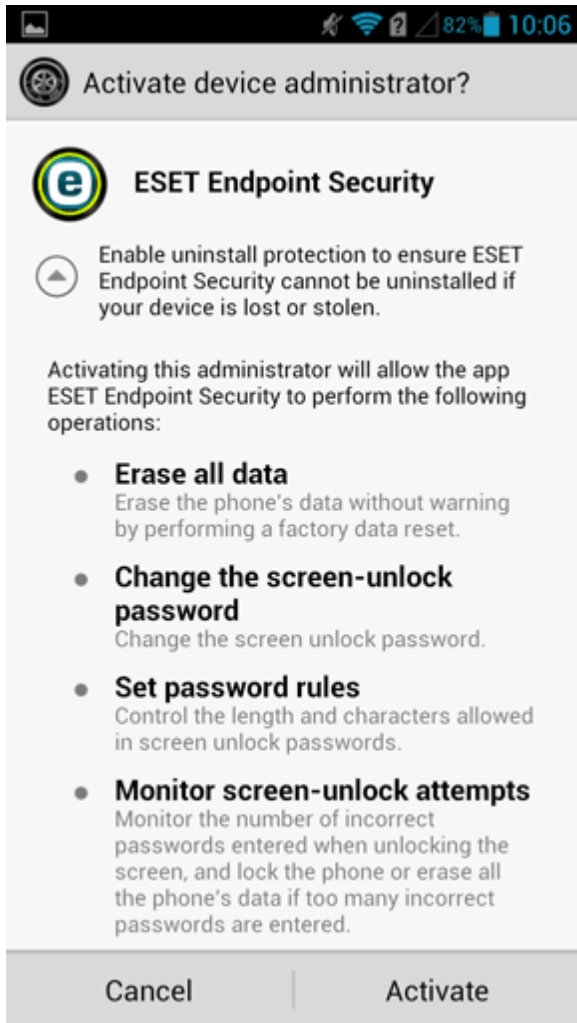 82% 10:06
Activate device administrator?
e ESET Endpoint Security
Enable uninstall protection to ensure ESET
Endpoint Security cannot be uninstalled if
your device is lost or stolen.
Activating this administrator will allow the app
ESET Endpoint Security to perform the following
operations:
Erase all data
Erase the phone's data without warning
by performing a factory data reset.
Change the screen-unlock
password
Change the screen unlock password.
Set password rules
Control the length and characters allowed
in screen unlock passwords.
Monitor screen-unlock attempts
Monitor the number of incorrect
passwords entered when unlocking the
screen, and lock the phone or erase all
the phone's data if too many incorrect
passwords are entered.
Cancel Activate